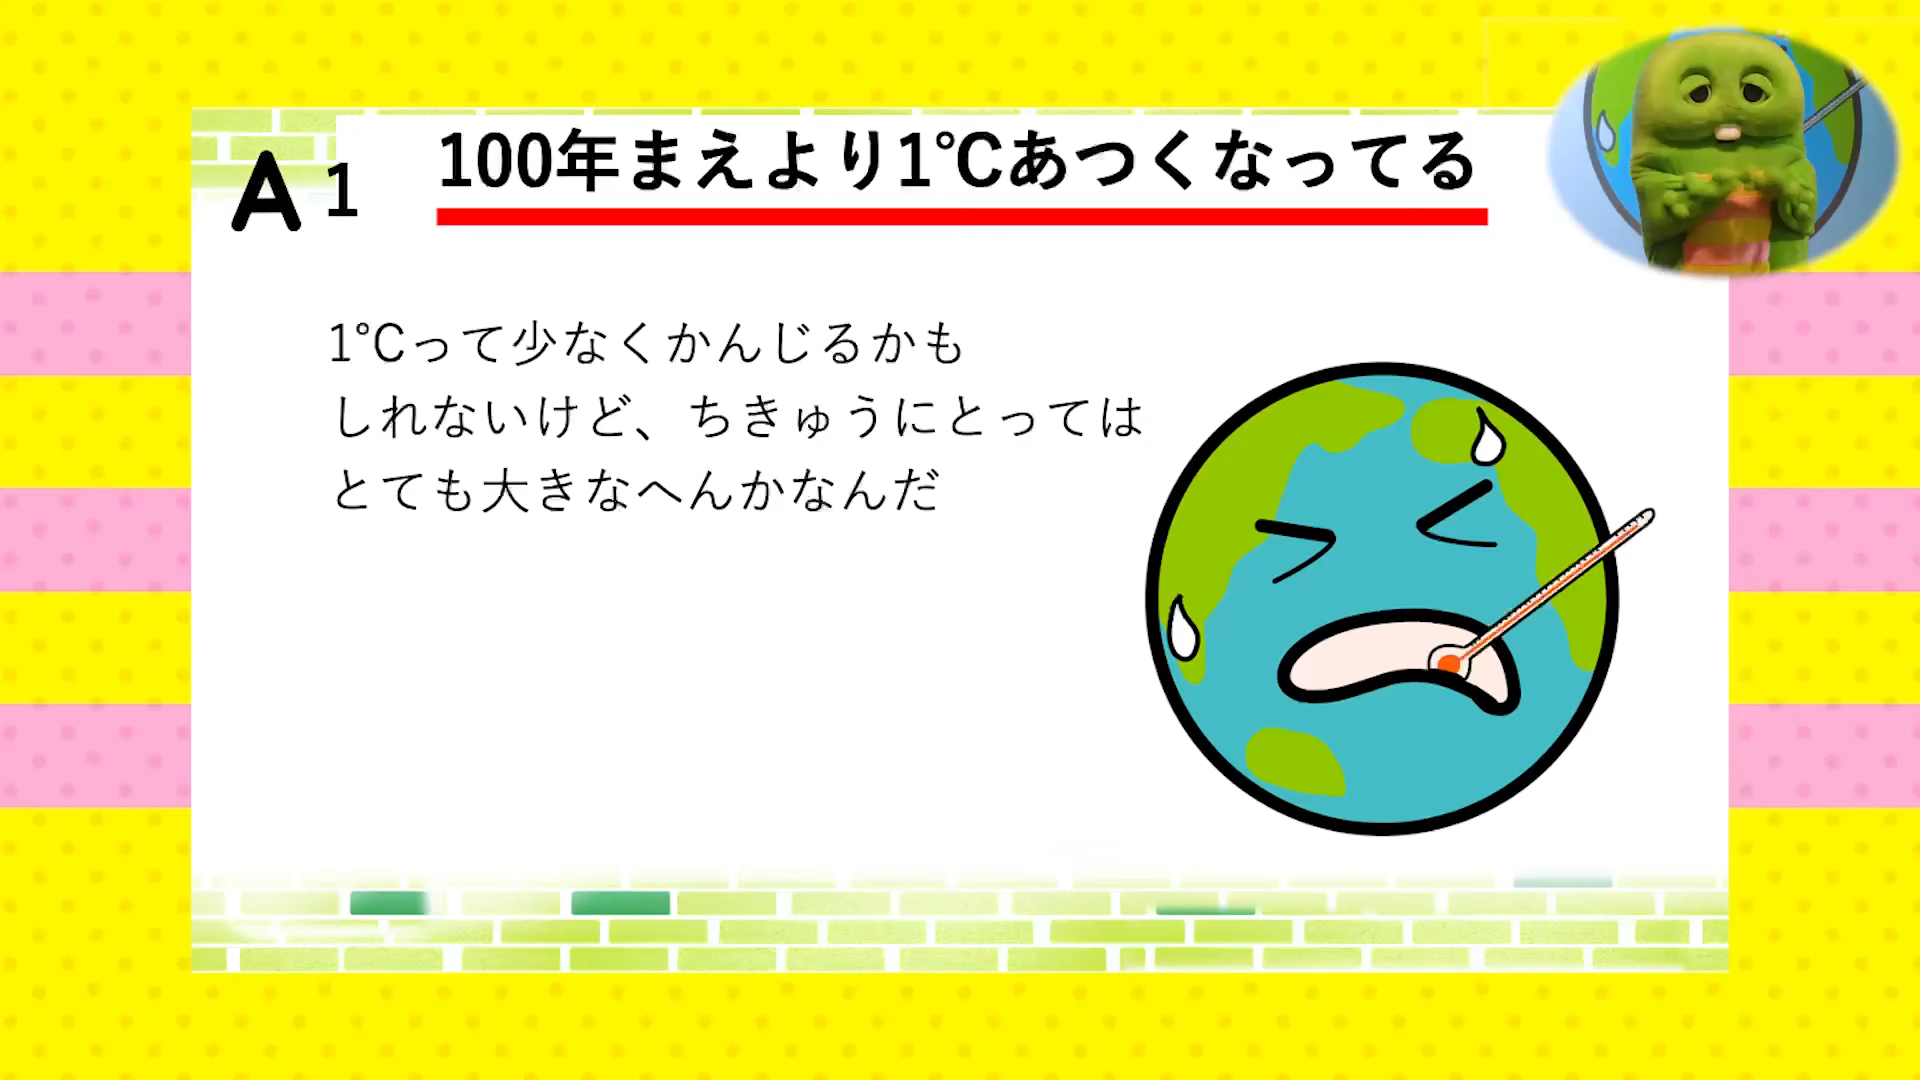 A1
100年まえより1℃あつくなってる
1℃って少なくかんじるかも
しれないけど、ちきゅうにとっては
とても大きなへんかなんだ